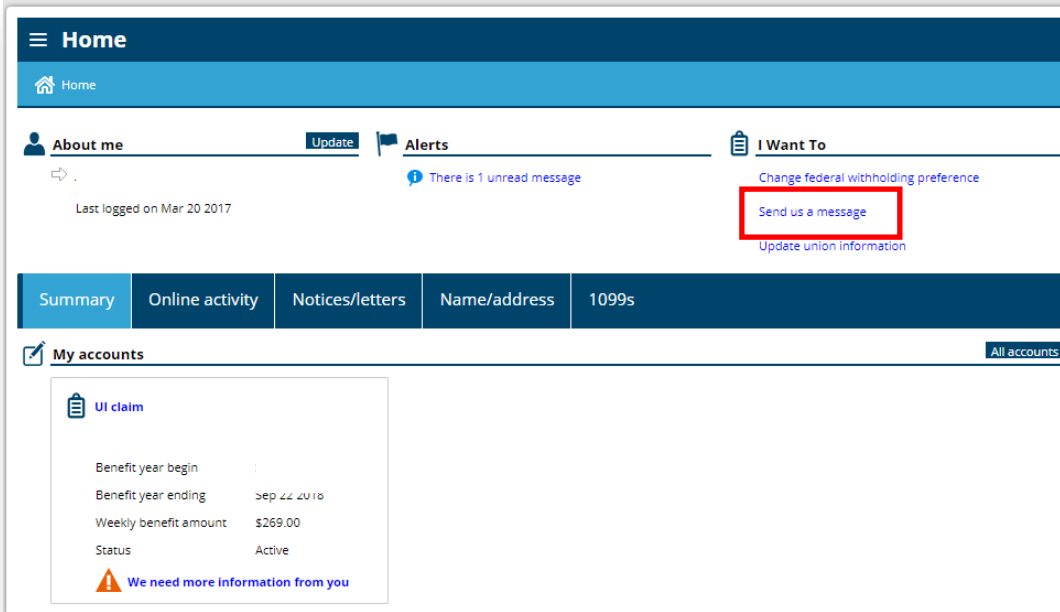 Home
Home
About me
Update
Last logged on Mar 20 2017
Alerts
There is 1 unread message
I Want To
Change federal withholding preference
Send us a message
Update union information
Summary
Online activity
Notices/letters
Name/address
1099s
My accounts
All accounts
UI claim
Benefit year begin
Benefit year ending Sep 22 2018
Weekly benefit amount $269.00
Status Active
We need more information from you